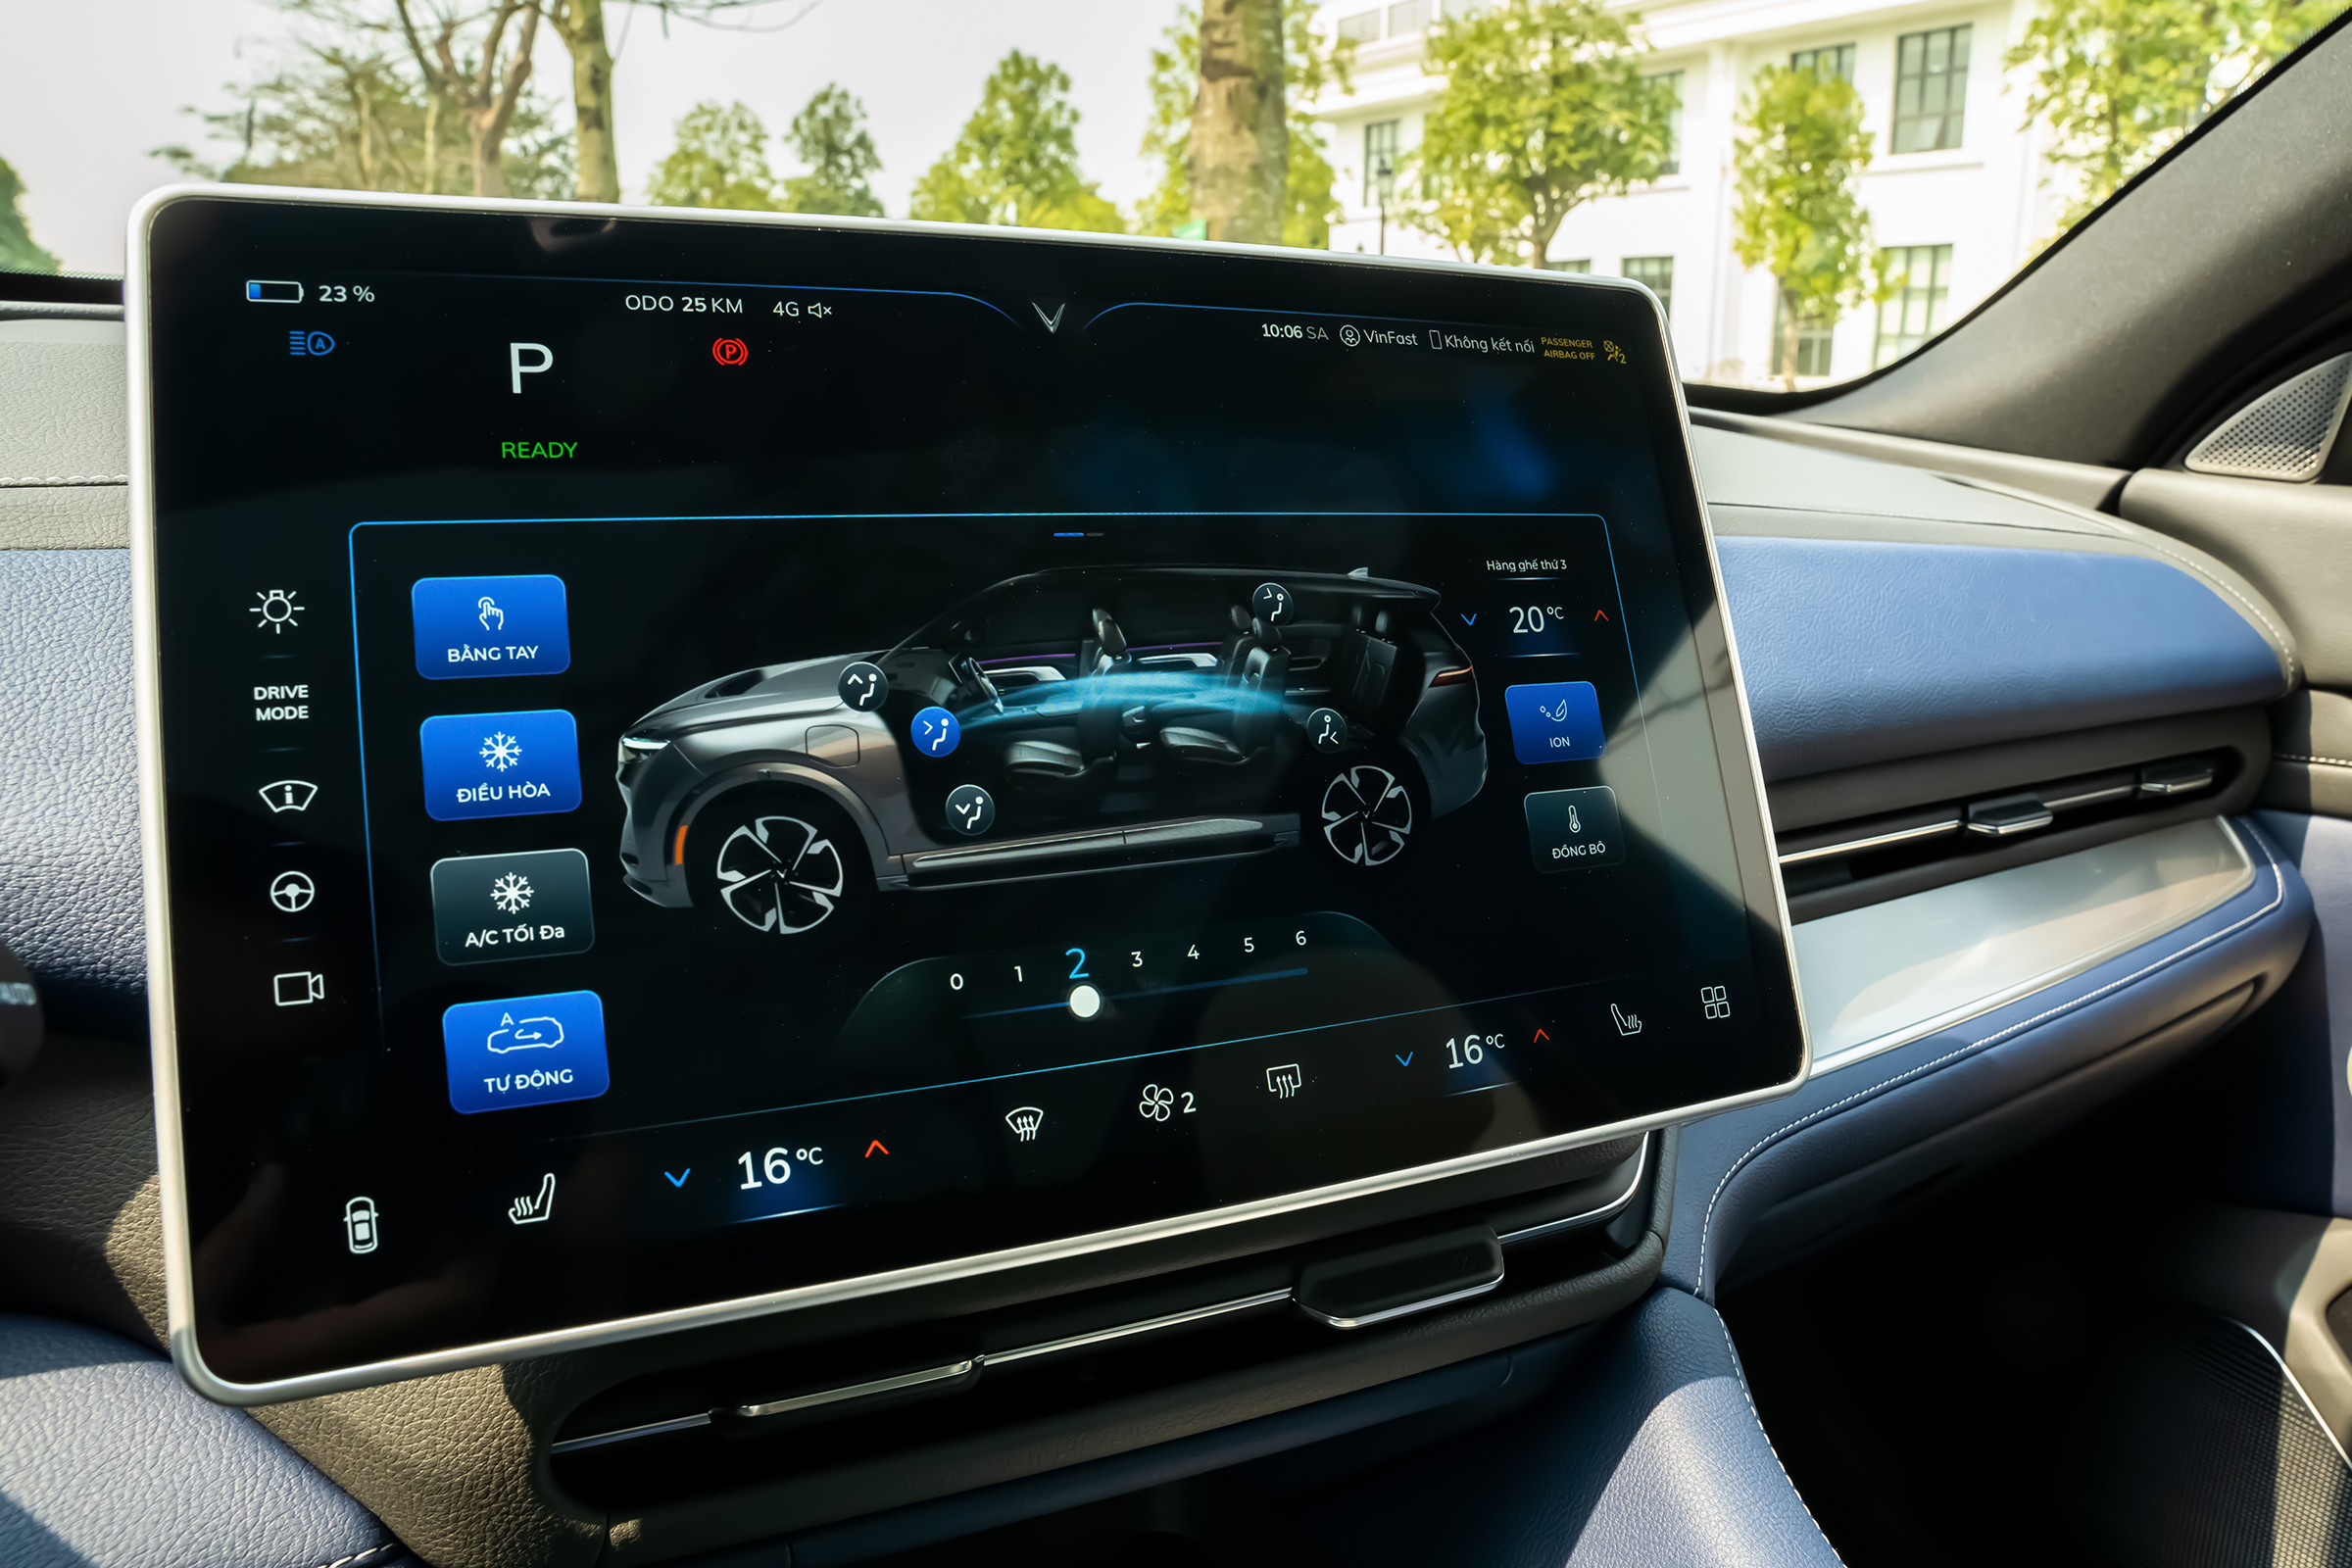 23 %
ODO 25 KM 4G
10:06 SA VinFast Không kết nối
PASSENGER
AIRBAG OFF
2
A
P
P
READY
Hàng ghế thứ 3
20°C
BẰNG TAY
DRIVE
MODE
ION
ĐIỀU HÒA
ĐỒNG BỘ
A/C TỐI Đa
0 1 2 3 4 5 6
A
TỰ ĐỘNG
16°C
2
16°C
AUTO